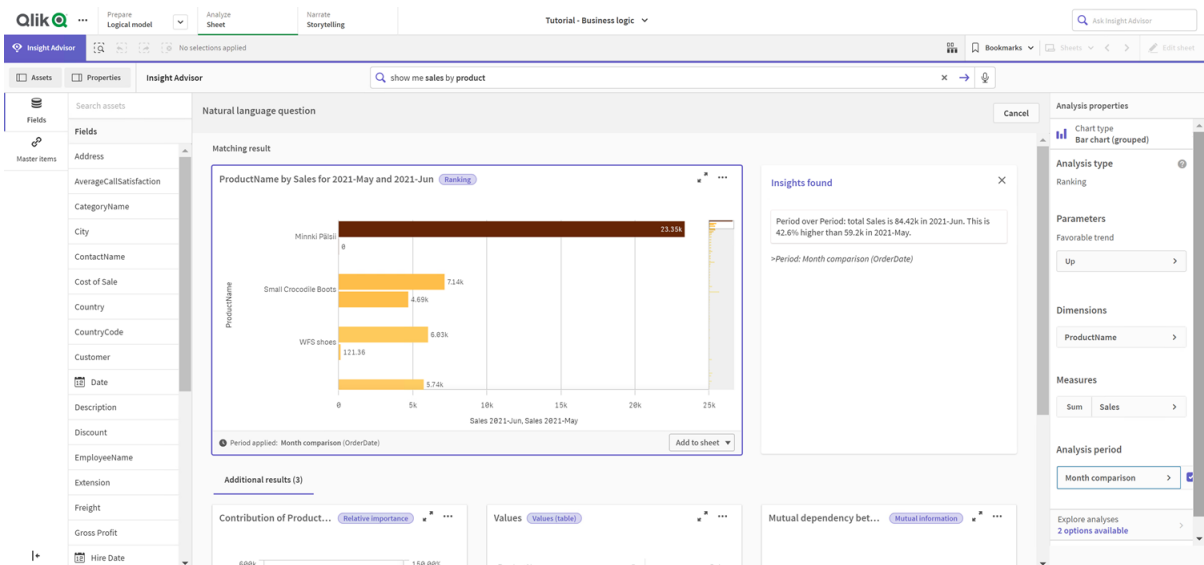 Qlik
Prepare
Logical model
Analyze
Sheet
Narrate
Storytelling
Tutorial - Business logic
Ask Insight Advisor
Insight Advisor
No selections applied
Bookmarks
Sheets
Edit sheet
Assets
Properties
Insight Advisor
show me sales by product
Fields
Master items
Search assets
Fields
Address
AverageCallSatisfaction
CategoryName
City
ContactName
Cost of Sale
Country
CountryCode
Customer
Date
Description
Discount
EmployeeName
Extension
Freight
Gross Profit
Hire Date
Natural language question
Cancel
Matching result
ProductName by Sales for 2021-May and 2021-Jun Ranking
ProductName
Minnki Pälsii
23.35k
0
Small Crocodile Boots
7.14k
4.69k
WFS shoes
6.03k
121.36
5.74k
0 5k 10k 15k 20k 25k
Sales 2021-Jun, Sales 2021-May
Period applied: Month comparison (OrderDate)
Add to sheet
Insights found
Period over Period: total Sales is 84.42k in 2021-Jun. This is
42.6% higher than 59.2k in 2021-May.
>Period: Month comparison (OrderDate)
Additional results (3)
Contribution of Product... Relative importance
600k 150.00%
Values Values (table)
Mutual dependency bet... Mutual information
Analysis properties
Chart type
Bar chart (grouped)
Analysis type
Ranking
Parameters
Favorable trend
Up
Dimensions
ProductName
Measures
Sum Sales
Analysis period
Month comparison
Explore analyses
2 options available